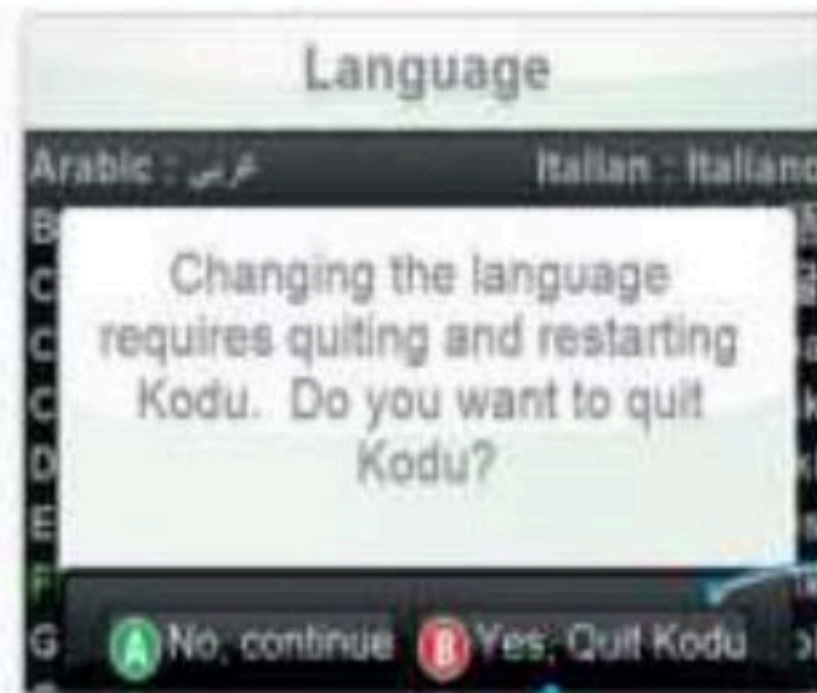 Language
Arabic : عربي
Italian : Italiano
B
C
C
C
D
E
F
G
Changing the language
requires quiting and restarting
Kodu. Do you want to quit
Kodu?
A No, continue B Yes, Quit Kodu